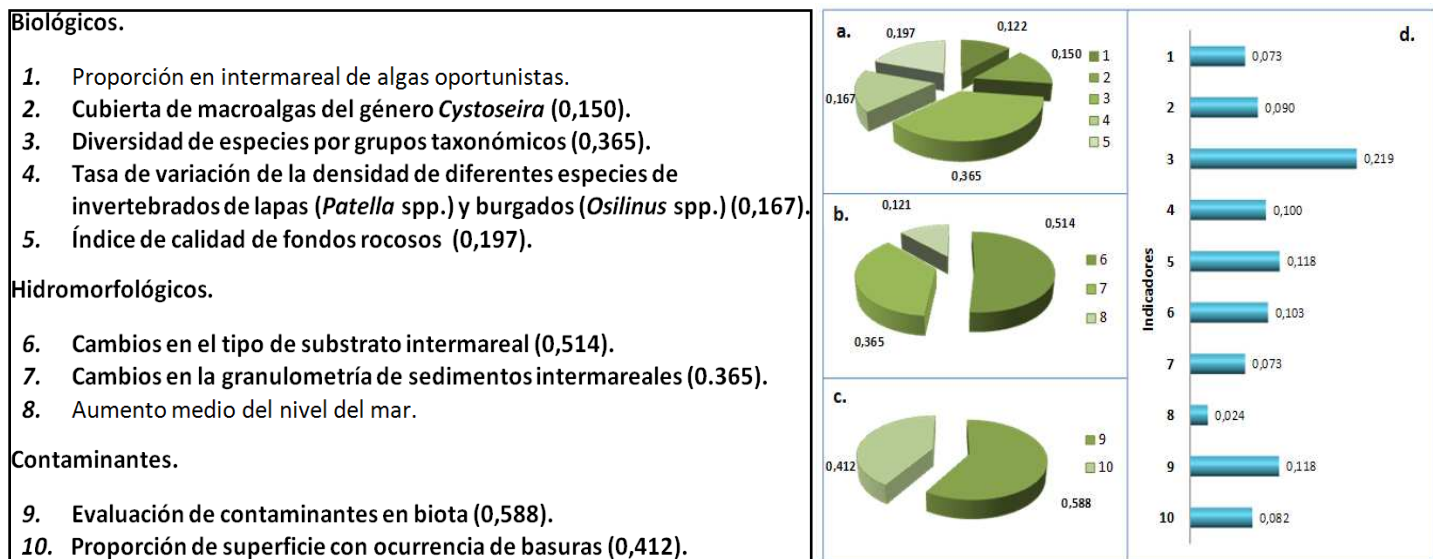 Biológicos.
1. Proporción en intermareal de algas oportunistas.
2. Cubierta de macroalgas del género Cystoseira (0,150).
3. Diversidad de especies por grupos taxonómicos (0,365).
4. Tasa de variación de la densidad de diferentes especies de
invertebrados de lapas (Patella spp.) y burgados (Osilinus spp.) (0,167).
5. Índice de calidad de fondos rocosos (0,197).
Hidromorfológicos.
6. Cambios en el tipo de substrato intermareal (0,514).
7. Cambios en la granulometría de sedimentos intermareales (0.365).
8. Aumento medio del nivel del mar.
Contaminantes.
9. Evaluación de contaminantes en biota (0,588).
10. Proporción de superficie con ocurrencia de basuras (0,412).
a.
0,197
0,122
0,150
0,167
0,365
1
2
3
4
5
b.
0,121
0,514
0,365
6
7
8
c.
0,412
0,588
9
10
d.
Indicadores
1 0,073
2 0,090
3 0,219
4 0,100
5 0,118
6 0,103
7 0,073
8 0,024
9 0,118
10 0,082